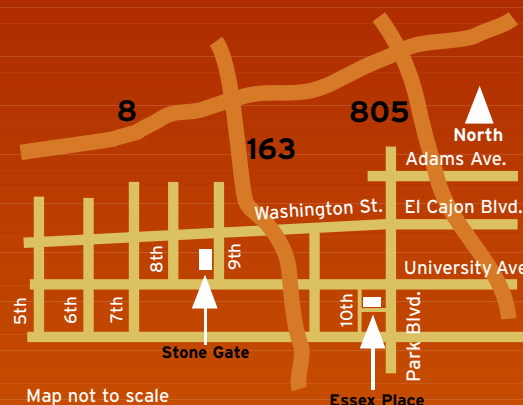 8
805
163
North
Adams Ave.
Washington St.
El Cajon Blvd.
8th
9th
University Ave
5th
6th
7th
10th
Park Blvd.
Stone Gate
Map not to scale
Essex Place